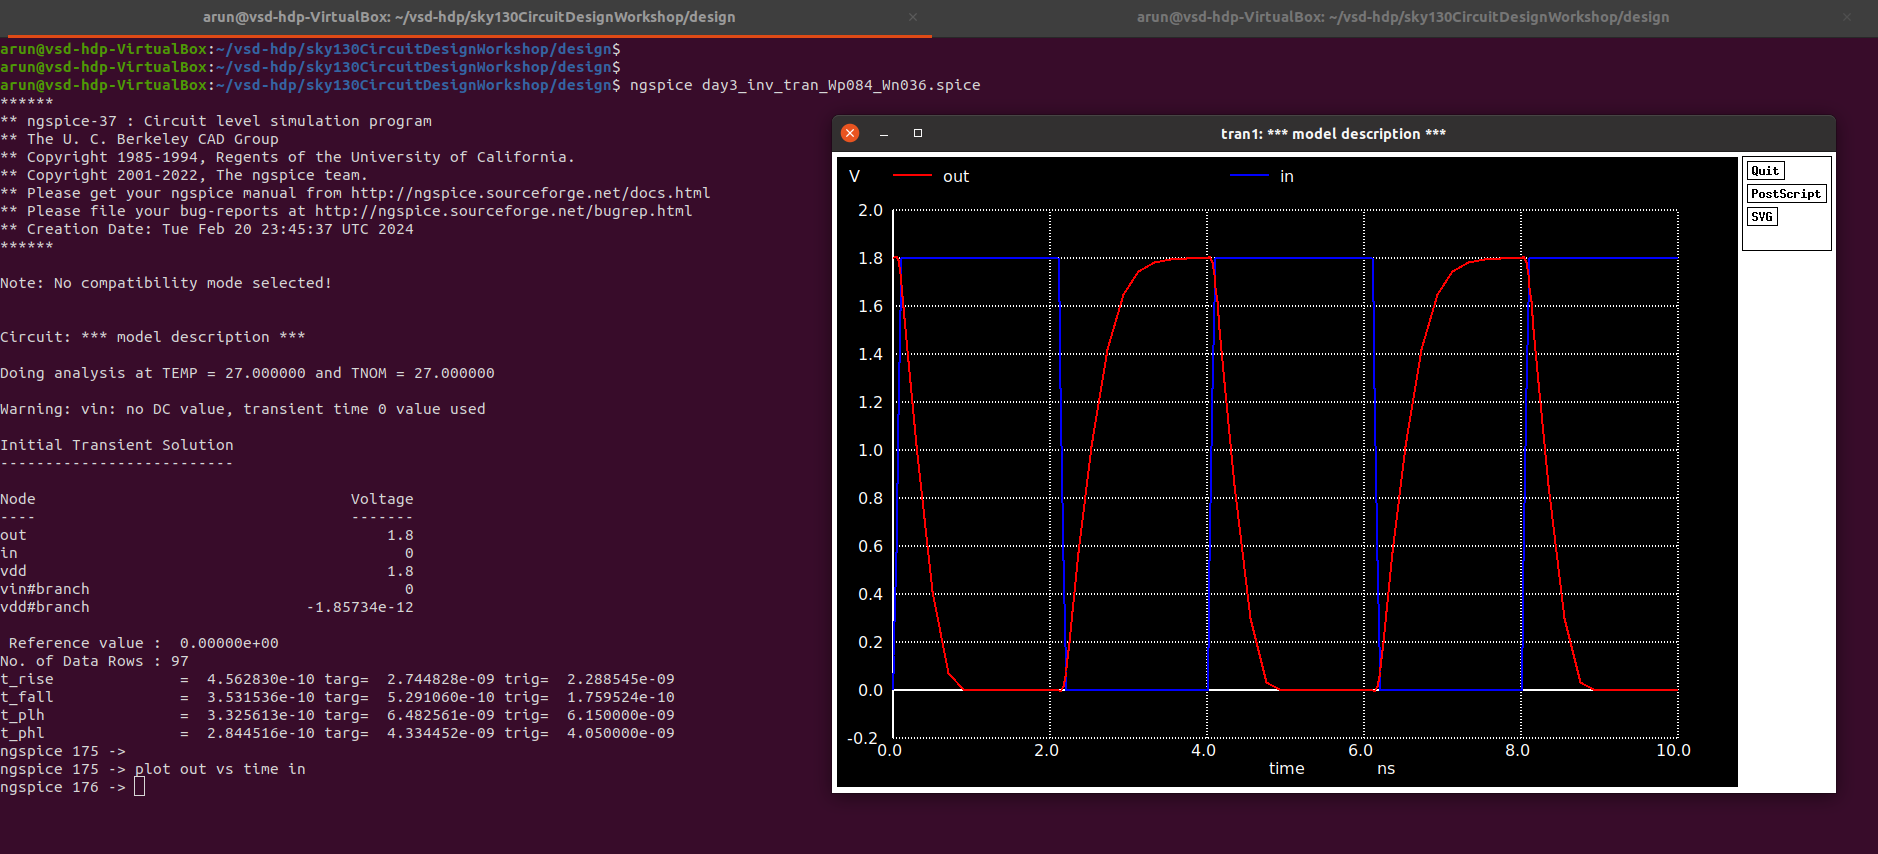 arun@vsd-hdp-VirtualBox: ~/vsd-hdp/sky130CircuitDesignWorkshop/design ×
arun@vsd-hdp-VirtualBox: ~/vsd-hdp/sky130CircuitDesignWorkshop/design ×
arun@vsd-hdp-VirtualBox:~/vsd-hdp/sky130CircuitDesignWorkshop/design$
arun@vsd-hdp-VirtualBox:~/vsd-hdp/sky130CircuitDesignWorkshop/design$
arun@vsd-hdp-VirtualBox:~/vsd-hdp/sky130CircuitDesignWorkshop/design$ ngspice day3_inv_tran_Wp084_Wn036.spice
******
** ngspice-37 : Circuit level simulation program
** The U. C. Berkeley CAD Group
** Copyright 1985-1994, Regents of the University of California.
** Copyright 2001-2022, The ngspice team.
** Please get your ngspice manual from http://ngspice.sourceforge.net/docs.html
** Please file your bug-reports at http://ngspice.sourceforge.net/bugrep.html
** Creation Date: Tue Feb 20 23:45:37 UTC 2024
******
Note: No compatibility mode selected!
Circuit: *** model description ***
Doing analysis at TEMP = 27.000000 and TNOM = 27.000000
Warning: vin: no DC value, transient time 0 value used
Initial Transient Solution
--------------------------
Node Voltage
---- -------
out 1.8
in 0
vdd 1.8
vin#branch 0
vdd#branch -1.85734e-12
Reference value : 0.00000e+00
No. of Data Rows : 97
t_rise = 4.562830e-10 targ= 2.744828e-09 trig= 2.288545e-09
t_fall = 3.531536e-10 targ= 5.291060e-10 trig= 1.759524e-10
t_plh = 3.325613e-10 targ= 6.482561e-09 trig= 6.150000e-09
t_phl = 2.844516e-10 targ= 4.334452e-09 trig= 4.050000e-09
ngspice 175 ->
ngspice 175 -> plot out vs time in
ngspice 176 ->
tran1: *** model description ***
V out in
2.0
1.8
1.6
1.4
1.2
1.0
0.8
0.6
0.4
0.2
0.0
-0.2
0.0 2.0 4.0 6.0 8.0 10.0
time ns
Quit
PostScript
SVG